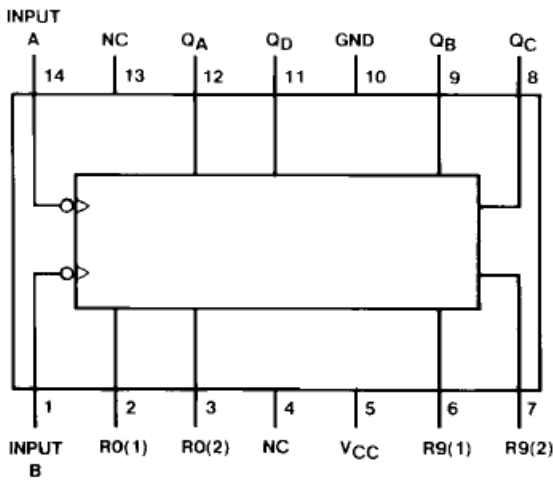 INPUT
A NC QA QD GND QB QC
14 13 12 11 10 9 8
1 2 3 4 5 6 7
INPUT R0(1) R0(2) NC VCC R9(1) R9(2)
B